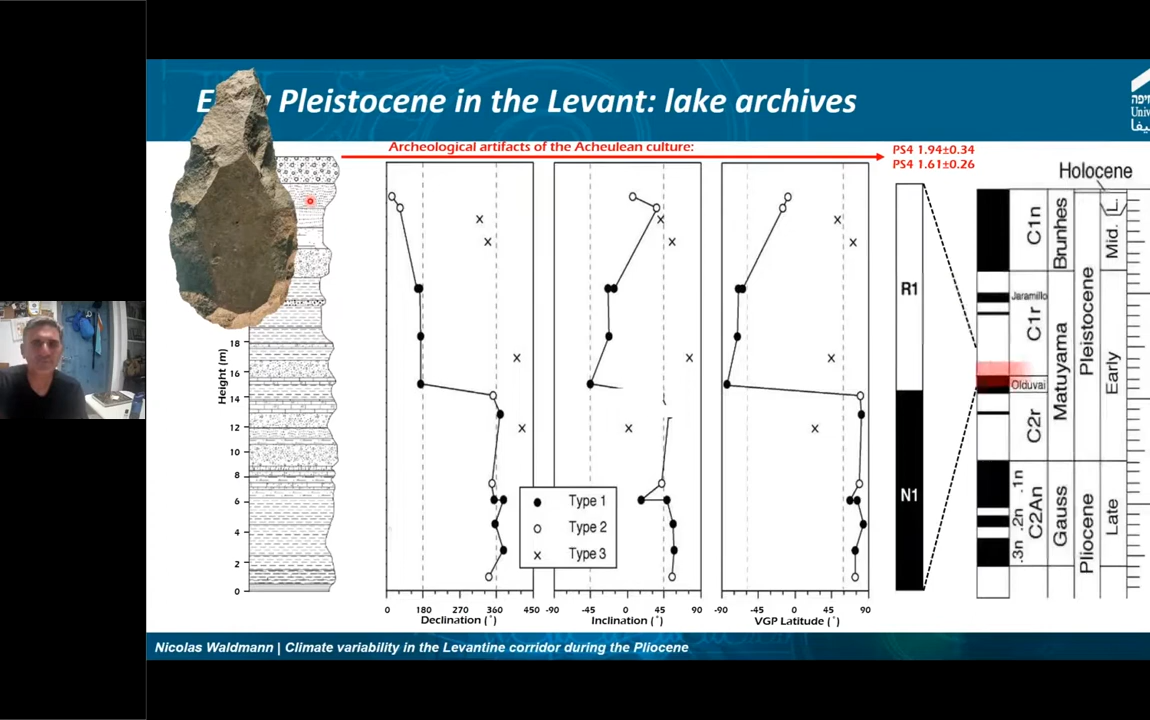 Pleistocene in the Levant: lake archives
Archeological artifacts of the Acheulean culture:
PS4 1.94±0.34
PS4 1.61±0.26
Holocene
18
16
14
12
10
8
6
4
2
0
Height (m)
Type 1
Type 2
Type 3
0 180 270 360 450
Declination (°)
-90 -45 0 45 90
Inclination (°)
-90 -45 0 45 90
VGP Latitude (°)
R1
N1
C1n
Jaramillo
C1r
Olduvai
C2r
C2An
.1n
.2n
.3n
Brunhes
Matuyama
Gauss
Pleistocene
Pliocene
L.
Mid.
Early
Late
Nicolas Waldmann | Climate variability in the Levantine corridor during the Pliocene